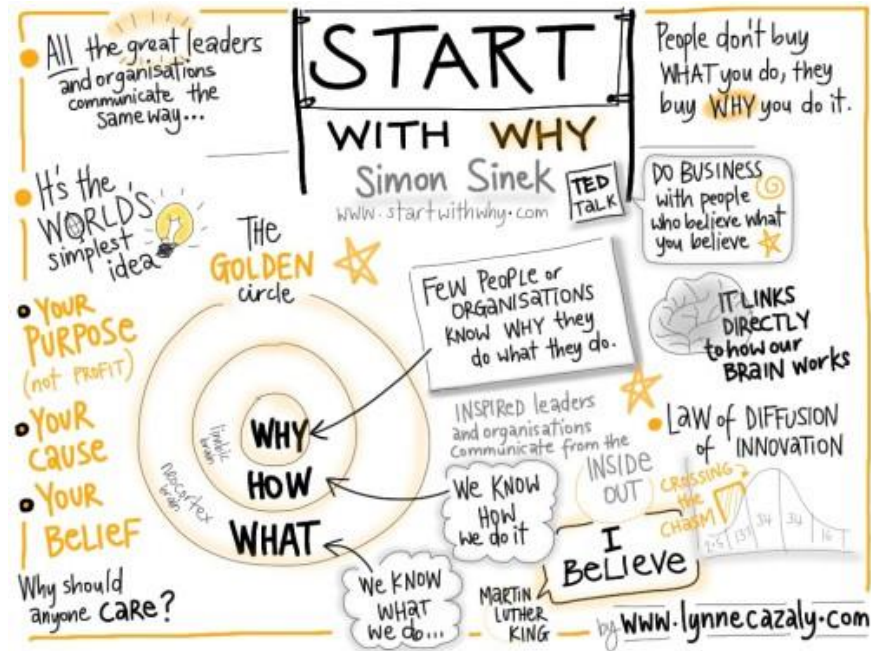 START
WITH WHY
Simon Sinek
www.startwithwhy.com
TED
TALK
All the great leaders
and organisations
communicate the
same way...
It's the
WORLD'S
simplest
idea
YOUR
PURPOSE
(not PROFIT)
YOUR
CAUSE
YOUR
BELIEF
Why should
anyone CARE?
THE
GOLDEN
circle
WHY
limbic
brain
HOW
neocortex
brain
WHAT
FEW PEOPLE or
ORGANISATIONS
KNOW WHY they
do what they do.
INSPIRED leaders
and organisations
communicate from the
INSIDE
OUT
We KNOW
HOW
we do it
We KNOW
WHAT
we do...
I
BELIEVE
MARTIN
LUTHER
KING
People don't buy
WHAT you do, they
buy WHY you do it.
DO BUSINESS
with people
who believe what
you believe
IT LINKS
DIRECTLY
to how our
BRAIN works
LAW of DIFFUSION
of INNOVATION
CROSSING
the
CHASM
2.5 34 34 16
by www.lynnecazaly.com